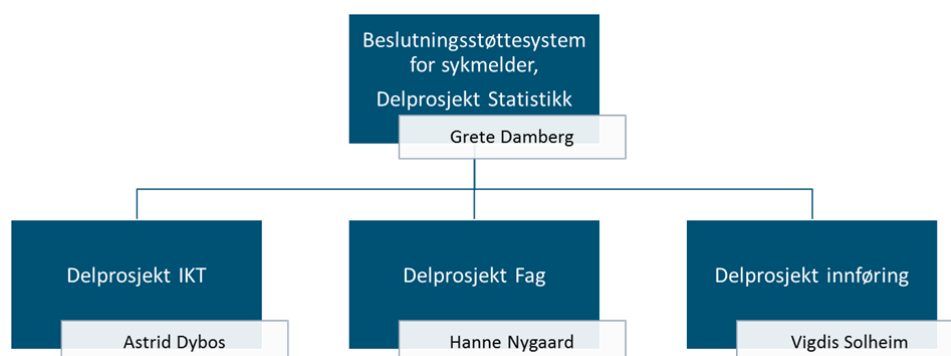 Beslutningsstøttesystem
for sykmelder,
Delprosjekt Statistikk
Grete Damberg
Delprosjekt IKT
Astrid Dybos
Delprosjekt Fag
Hanne Nygaard
Delprosjekt innføring
Vigdis Solheim